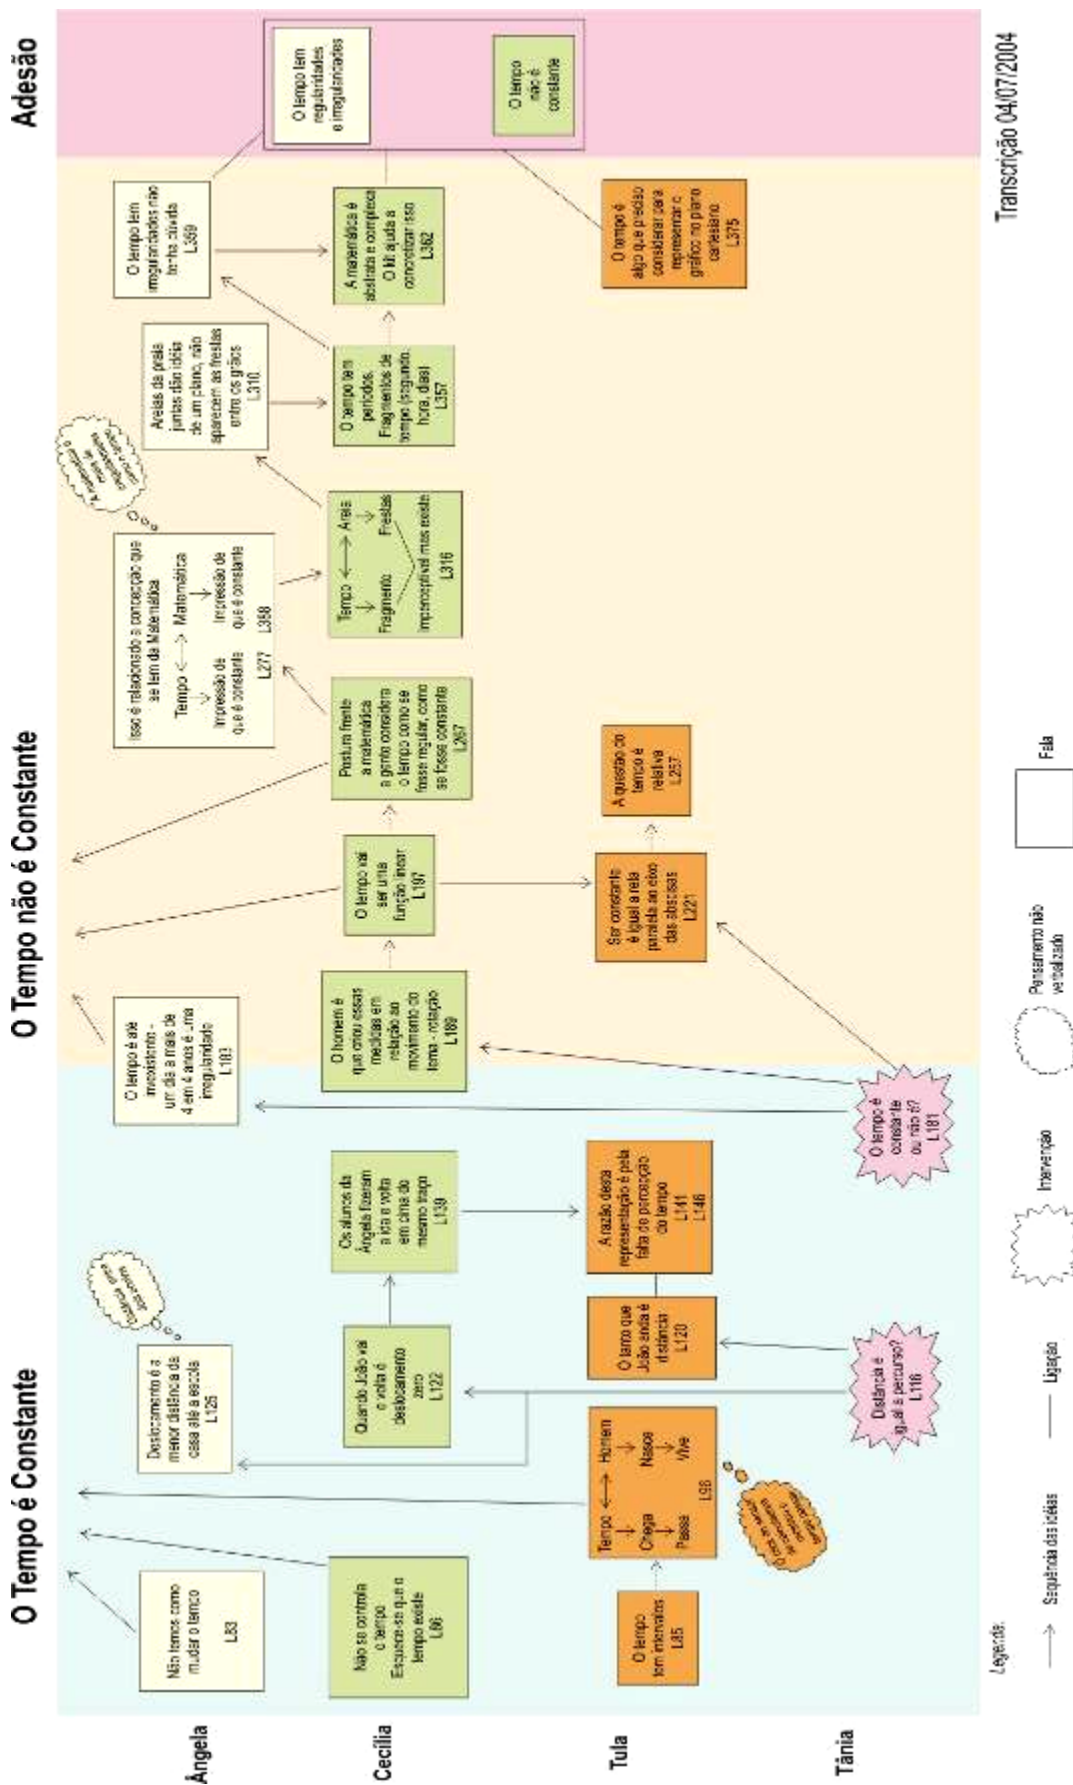 O Tempo é Constante
O Tempo não é Constante
Adesão
Ângela
Não temos como
mudar o tempo
L83
Deslocamento é a
menor distância da
casa até a escola
L125
O tempo é até
inexistente -
um dia a mais de
4 em 4 anos é uma
irregularidade
L183
Isso é relacionado a concepção que
se tem da Matemática
Tempo Matemática
Impressão de
que é constante
L277
Impressão de
que é constante
L358
Areias da praia
juntas dão idéia
de um plano, não
aparecem as frestas
entre os grãos
L310
O tempo tem
irregularidades não
tenha dúvida
L359
O tempo tem
regularidades
e irregularidades
Cecília
Não se controla
o tempo
Esquece-se que o
tempo existe
L86
Quando João vai
e volta é
deslocamento
zero
L122
Os alunos da
Ângela fizeram
a ida e volta
em cima do
mesmo traço
L139
O homem é
que criou essas
medidas em
relação ao
movimento do
terra - rotação
L189
O tempo vai
ser uma
função linear
L197
Postura frente
a matemática
a gente considera
o tempo como se
fosse regular, como
se fosse constante
L267
Tempo Areia
Fragmento Frestas
Imperceptível mas existe
L316
O tempo tem
períodos.
Fragmentos de
tempo (segundo,
hora, dias)
L357
A matemática é
abstrata e complexa
O kit ajuda a
concretizar isso
L362
O tempo
não é
constante
Tula
O tempo
tem intervalos
L85
Tempo Homem
Chega Nasce
Passa Vive
L98
O tanto que
João anda é
distância
L120
A razão desta
representação é pela
falta de percepção
do tempo
L141
L146
Ser constante
é igual a reta
paralela ao eixo
das abscisas
L221
A questão do
tempo é
relativa
L257
O tempo é
algo que preciso
considerar para
representar o
gráfico no plano
cartesiano
L375
Tânia
Distância é
igual a percurso?
L118
O tempo é
constante
ou não é?
L181
Legenda:
Sequência das idéias
Ligação
Intervenção
Pensamento não
verbalizado
Fala
Transcrição 04/07/2004